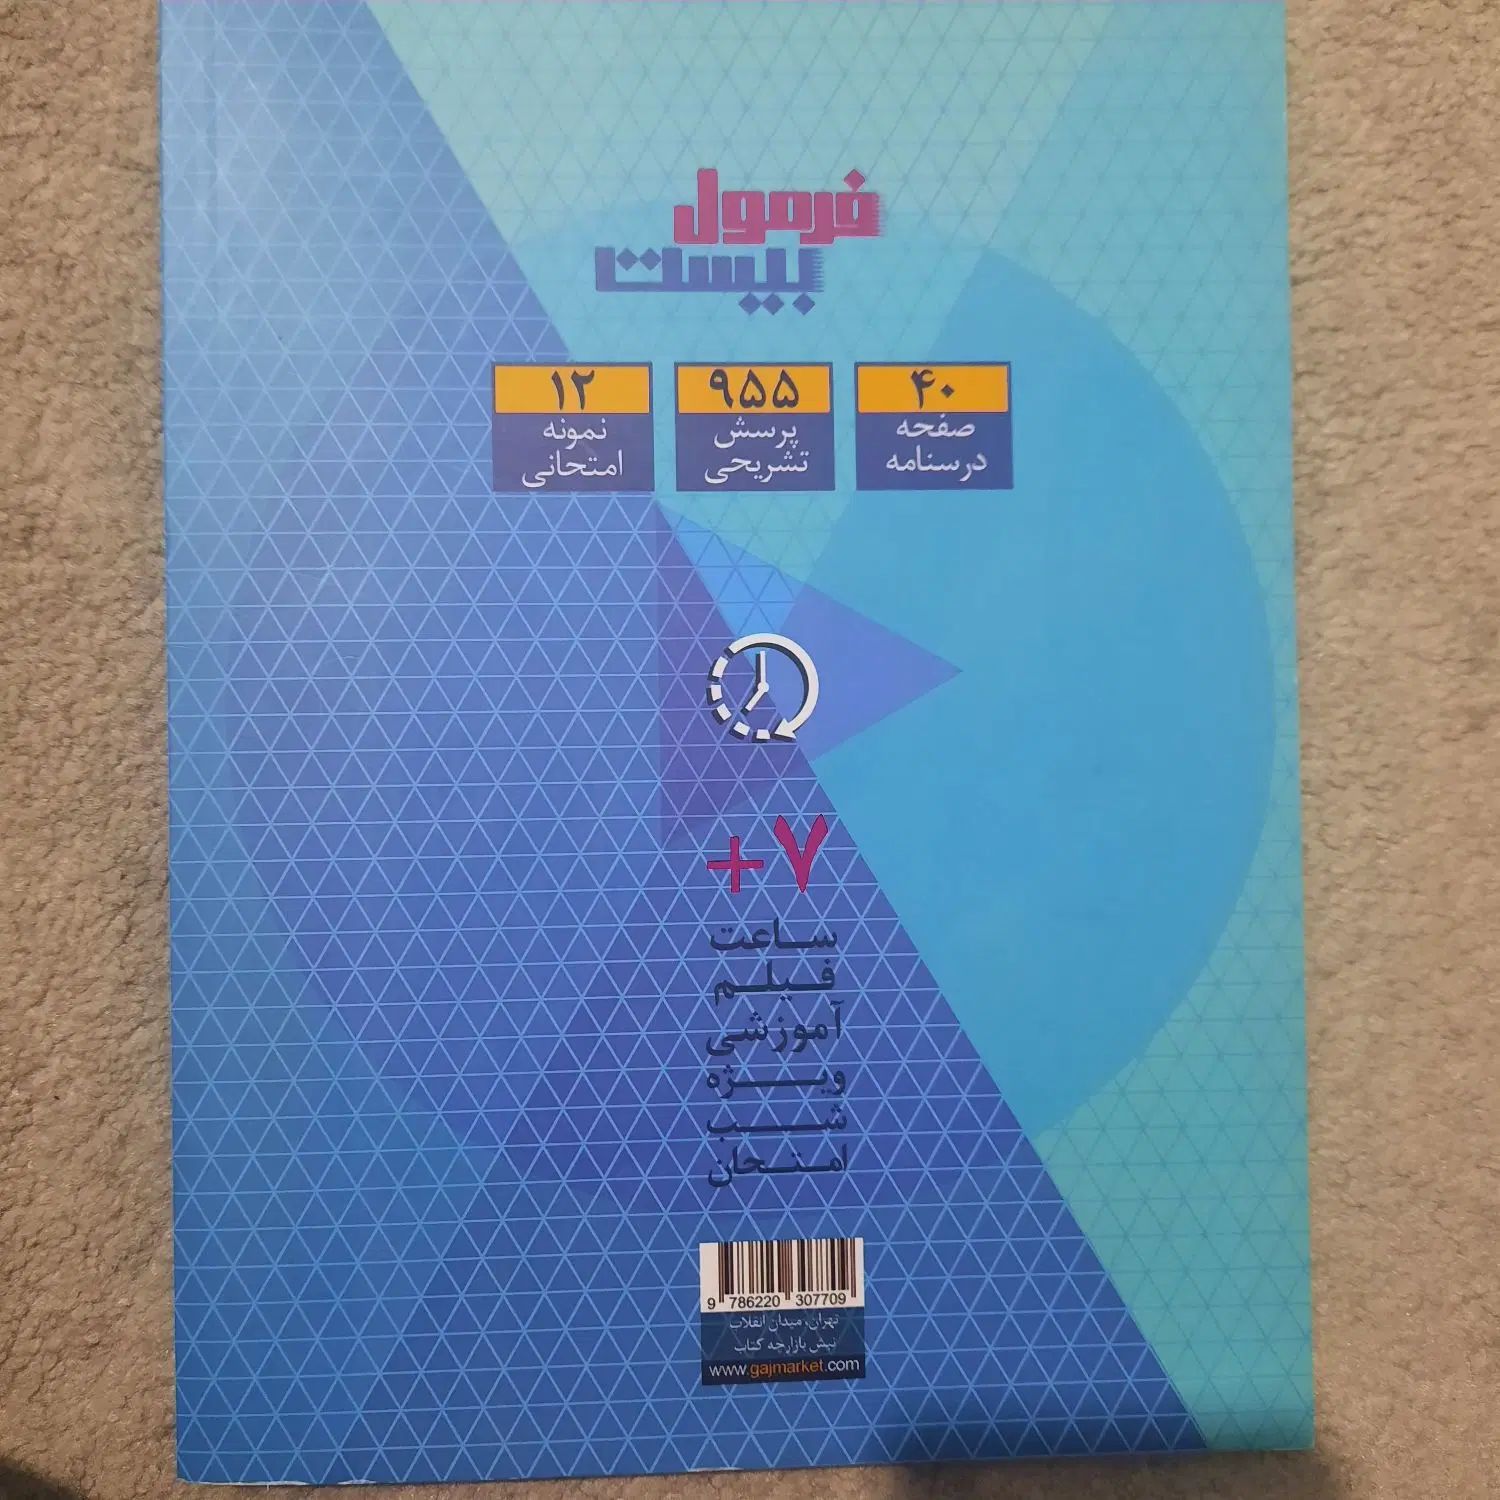 فرمول
بیست
۴۰
صفحه
درسنامه
۹۵۵
پرسش
تشریحی
۱۲
نمونه
امتحانی
۷+
ساعت
فیلم
آموزشی
ویژه
شب
امتحان
9 786220 307709
تهران، میدان انقلاب
نبش بازارچه کتاب
www.gajmarket.com